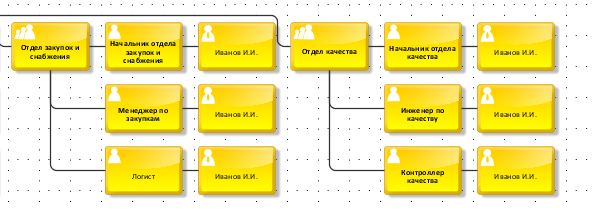 Отдел закупок и
снабжения
Начальник отдела
закупок и
снабжения
Иванов И.И.
Отдел качества
Начальник отдела
качества
Иванов И.И.
Менеджер по
закупкам
Иванов И.И.
Инженер по
качеству
Иванов И.И.
Логист
Иванов И.И.
Контроллер
качества
Иванов И.И.